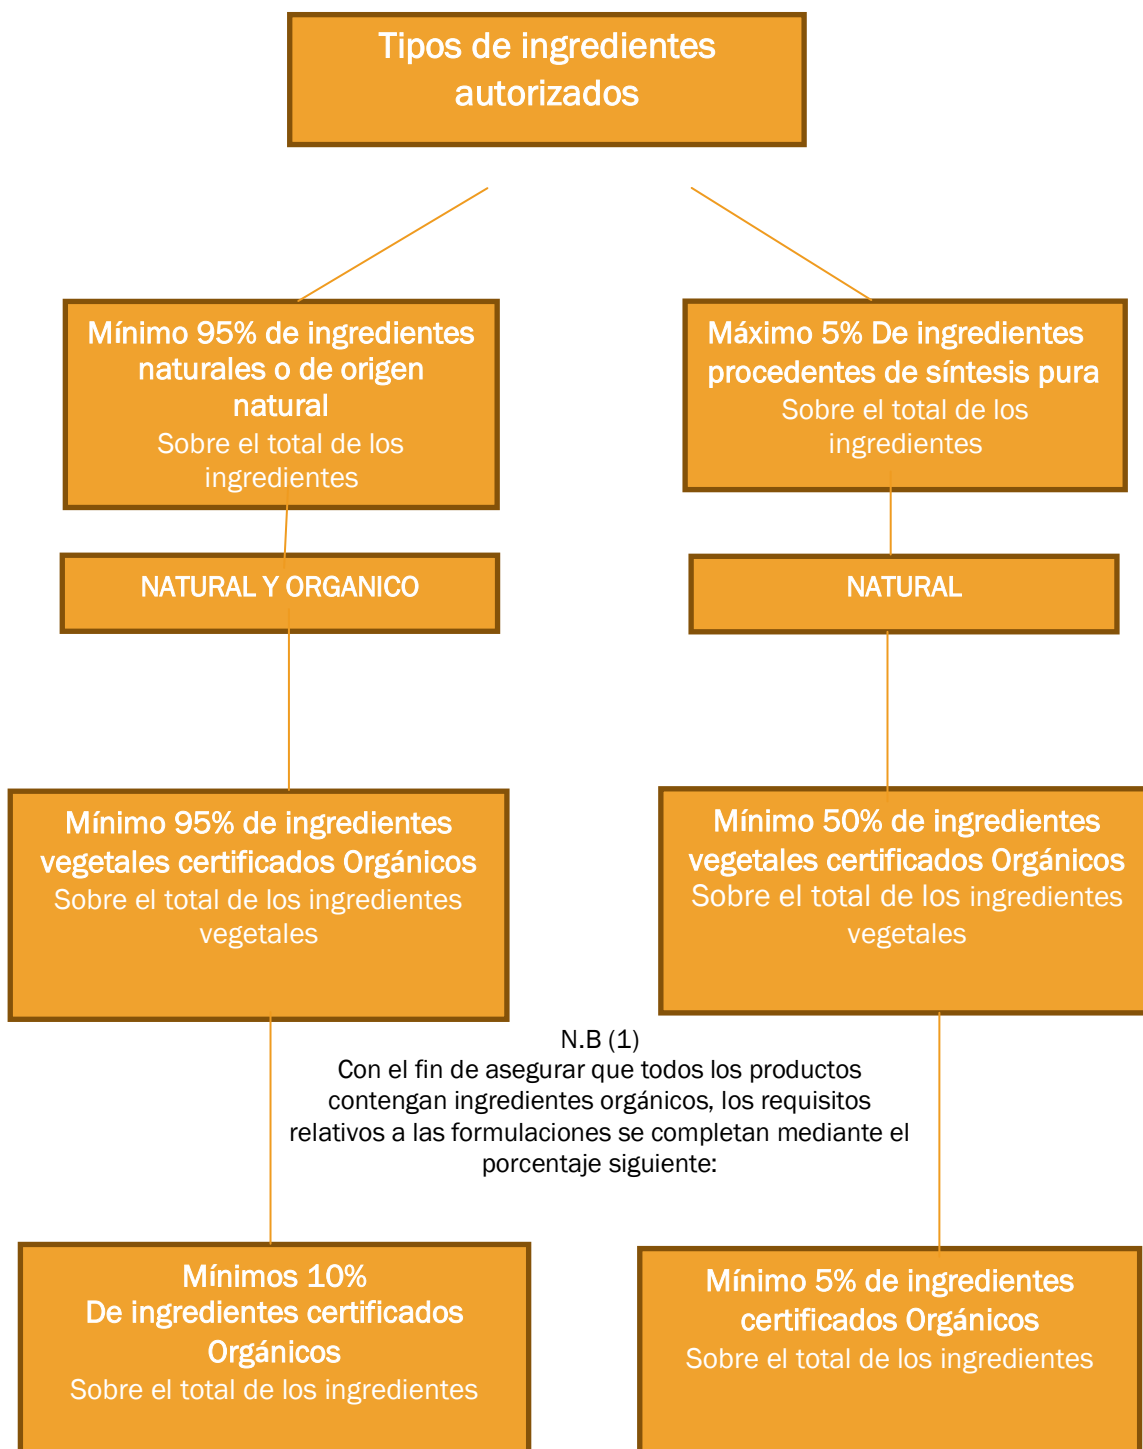 Tipos de ingredientes
autorizados
Mínimo 95% de ingredientes
naturales o de origen
natural
Sobre el total de los
ingredientes
Máximo 5% De ingredientes
procedentes de síntesis pura
Sobre el total de los
ingredientes
NATURAL Y ORGANICO
NATURAL
Mínimo 95% de ingredientes
vegetales certificados Orgánicos
Sobre el total de los ingredientes
vegetales
Mínimo 50% de ingredientes
vegetales certificados Orgánicos
Sobre el total de los ingredientes
vegetales
N.B (1)
Con el fin de asegurar que todos los productos
contengan ingredientes orgánicos, los requisitos
relativos a las formulaciones se completan mediante el
porcentaje siguiente:
Mínimos 10%
De ingredientes certificados
Orgánicos
Sobre el total de los ingredientes
Mínimo 5% de ingredientes
certificados Orgánicos
Sobre el total de los ingredientes